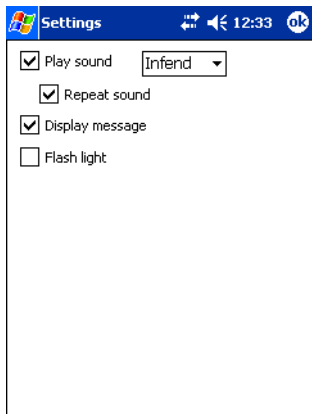 Settings 12:33 ok
Play sound Infend
Repeat sound
Display message
Flash light